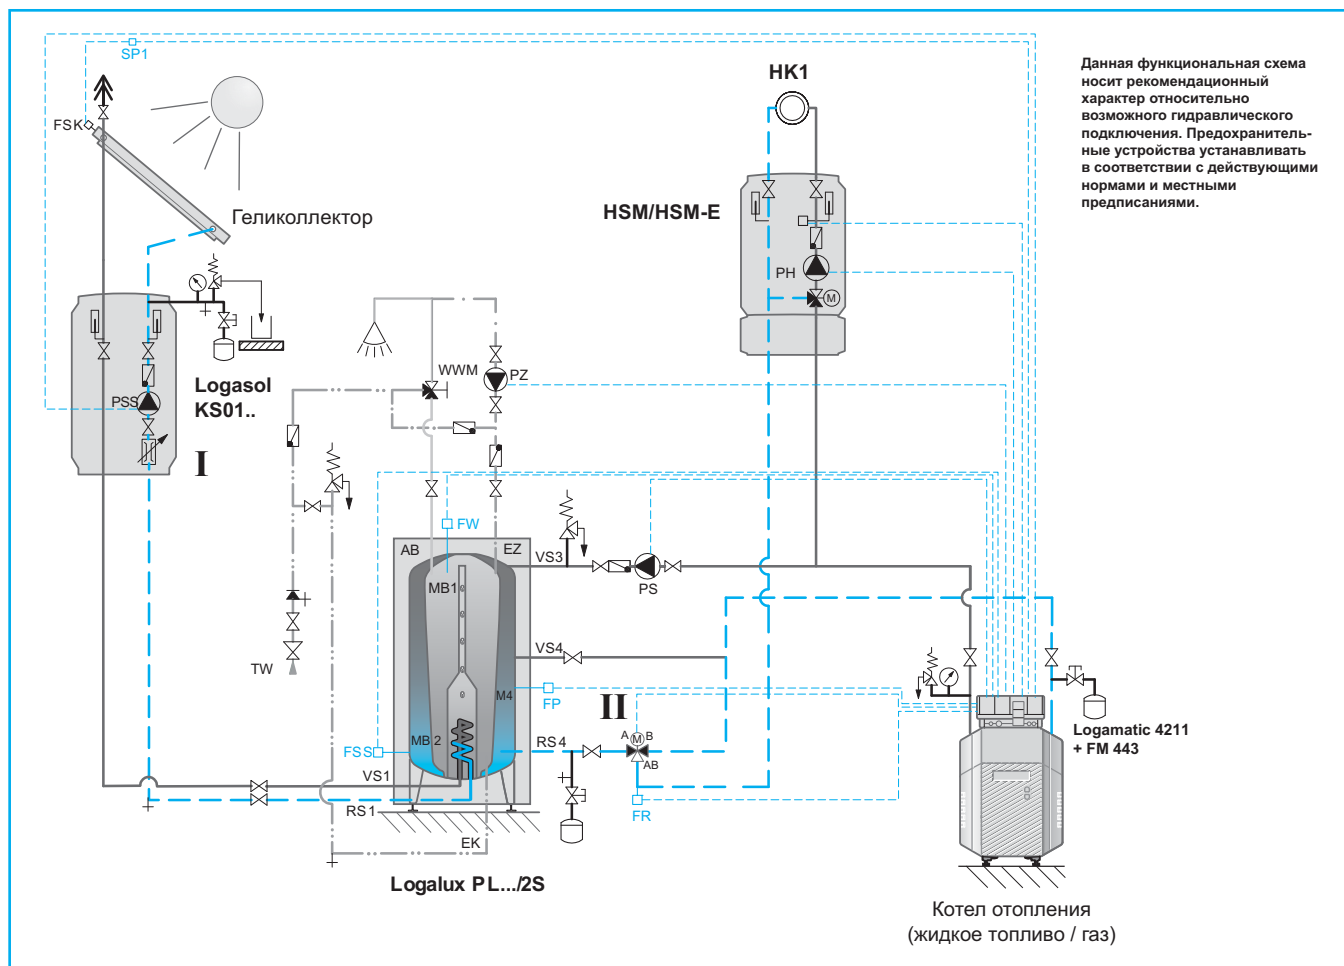 SP1
HK1
Данная функциональная схема
носит рекомендационный
характер относительно
возможного гидравлического
подключения. Предохранитель-
ные устройства устанавливать
в соответствии с действующими
нормами и местными
предписаниями.
FSK
Геликоллектор
HSM/HSM-E
PH
M
Logasol
KS01..
PSS
I
WWM
PZ
FW
AB
EZ
VS3
MB1
PS
TW
VS4
M4
FP
II
A
M
B
AB
MB 2
FSS
RS4
VS1
RS1
FR
EK
Logalux PL.../2S
Logamatic 4211
+ FM 443
Котел отопления
(жидкое топливо / газ)